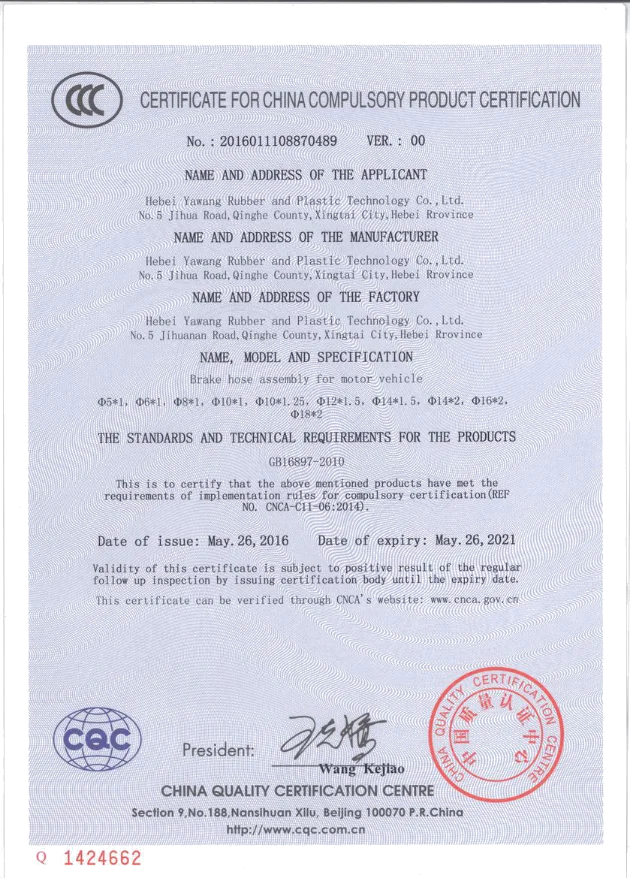 CCC
CERTIFICATE FOR CHINA COMPULSORY PRODUCT CERTIFICATION
No.: 2016011108870489 VER.: 00
NAME AND ADDRESS OF THE APPLICANT
Hebei Yawang Rubber and Plastic Technology Co.,Ltd.
No.5 Jihua Road,Qinghe County,Xingtai City,Hebei Rrovince
NAME AND ADDRESS OF THE MANUFACTURER
Hebei Yawang Rubber and Plastic Technology Co.,Ltd.
No.5 Jihua Road,Qinghe County,Xingtai City,Hebei Rrovince
NAME AND ADDRESS OF THE FACTORY
Hebei Yawang Rubber and Plastic Technology Co.,Ltd.
No.5 Jihuanan Road,Qinghe County,Xingtai City,Hebei Rrovince
NAME, MODEL AND SPECIFICATION
Brake hose assembly for motor vehicle
Φ5*1, Φ6*1, Φ8*1, Φ10*1, Φ10*1.25, Φ12*1.5, Φ14*1.5, Φ14*2, Φ16*2,
Φ18*2
THE STANDARDS AND TECHNICAL REQUIREMENTS FOR THE PRODUCTS
GB16897-2010
This is to certify that the above mentioned products have met the
requirements of implementation rules for compulsory certification(REF
NO. CNCA-C11-06:2014).
Date of issue: May.26,2016 Date of expiry: May.26,2021
Validity of this certificate is subject to positive result of the regular
follow up inspection by issuing certification body until the expiry date.
This certificate can be verified through CNCA's website: www.cnca.gov.cn
CHINA QUALITY CERTIFICATION CENTRE
中国质量认证中心
CQC
President: 王克娇
Wang Kejiao
CHINA QUALITY CERTIFICATION CENTRE
Section 9,No.188,Nansihuan Xilu, Beijing 100070 P.R.China
http://www.cqc.com.cn
Q 1424662